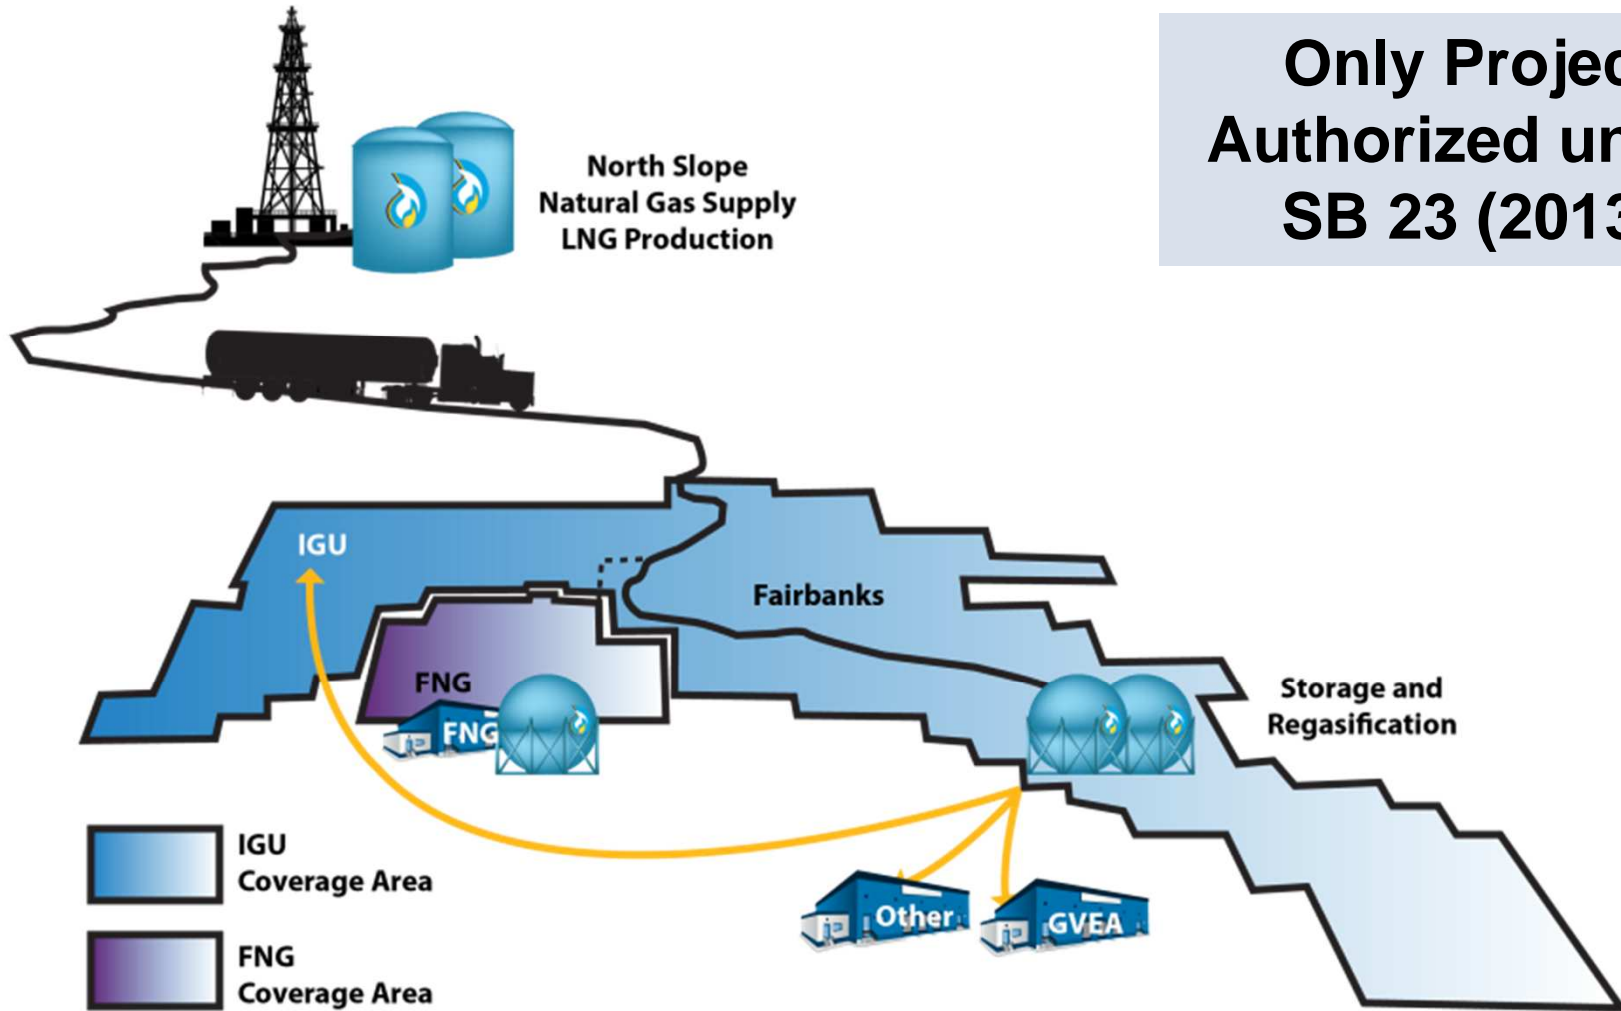 Only Projec
Authorized un
SB 23 (2013
North Slope
Natural Gas Supply
LNG Production
IGU
Fairbanks
FNG
FNG
Storage and
Regasification
IGU
Coverage Area
Other
GVEA
FNG
Coverage Area